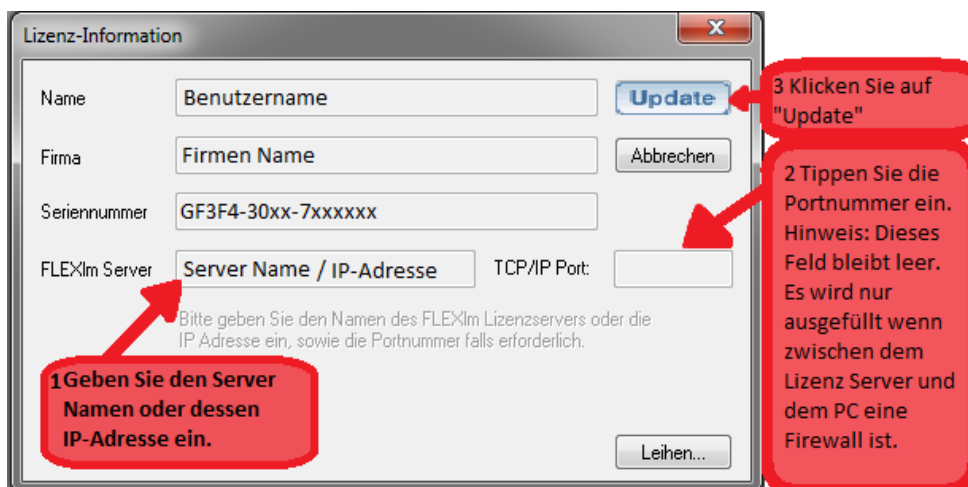 Lizenz-Information
x
Name
Benutzername
Update
Firma
Firmen Name
Abbrechen
Seriennummer
GF3F4-30xx-7xxxxxx
FLEXlm Server
Server Name / IP-Adresse
TCP/IP Port:
Bitte geben Sie den Namen des FLEXlm Lizenzservers oder die
IP Adresse ein, sowie die Portnummer falls erforderlich.
Leihen...
1 Geben Sie den Server
Namen oder dessen
IP-Adresse ein.
2 Tippen Sie die
Portnummer ein.
Hinweis: Dieses
Feld bleibt leer.
Es wird nur
ausgefüllt wenn
zwischen dem
Lizenz Server und
dem PC eine
Firewall ist.
3 Klicken Sie auf
"Update"